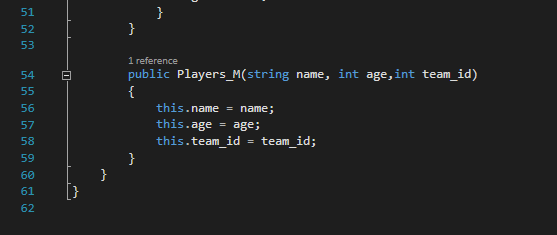 51 }
52 }
53
1 reference
54 public Players_M(string name, int age,int team_id)
55 {
56 this.name = name;
57 this.age = age;
58 this.team_id = team_id;
59 }
60 }
61 }
62